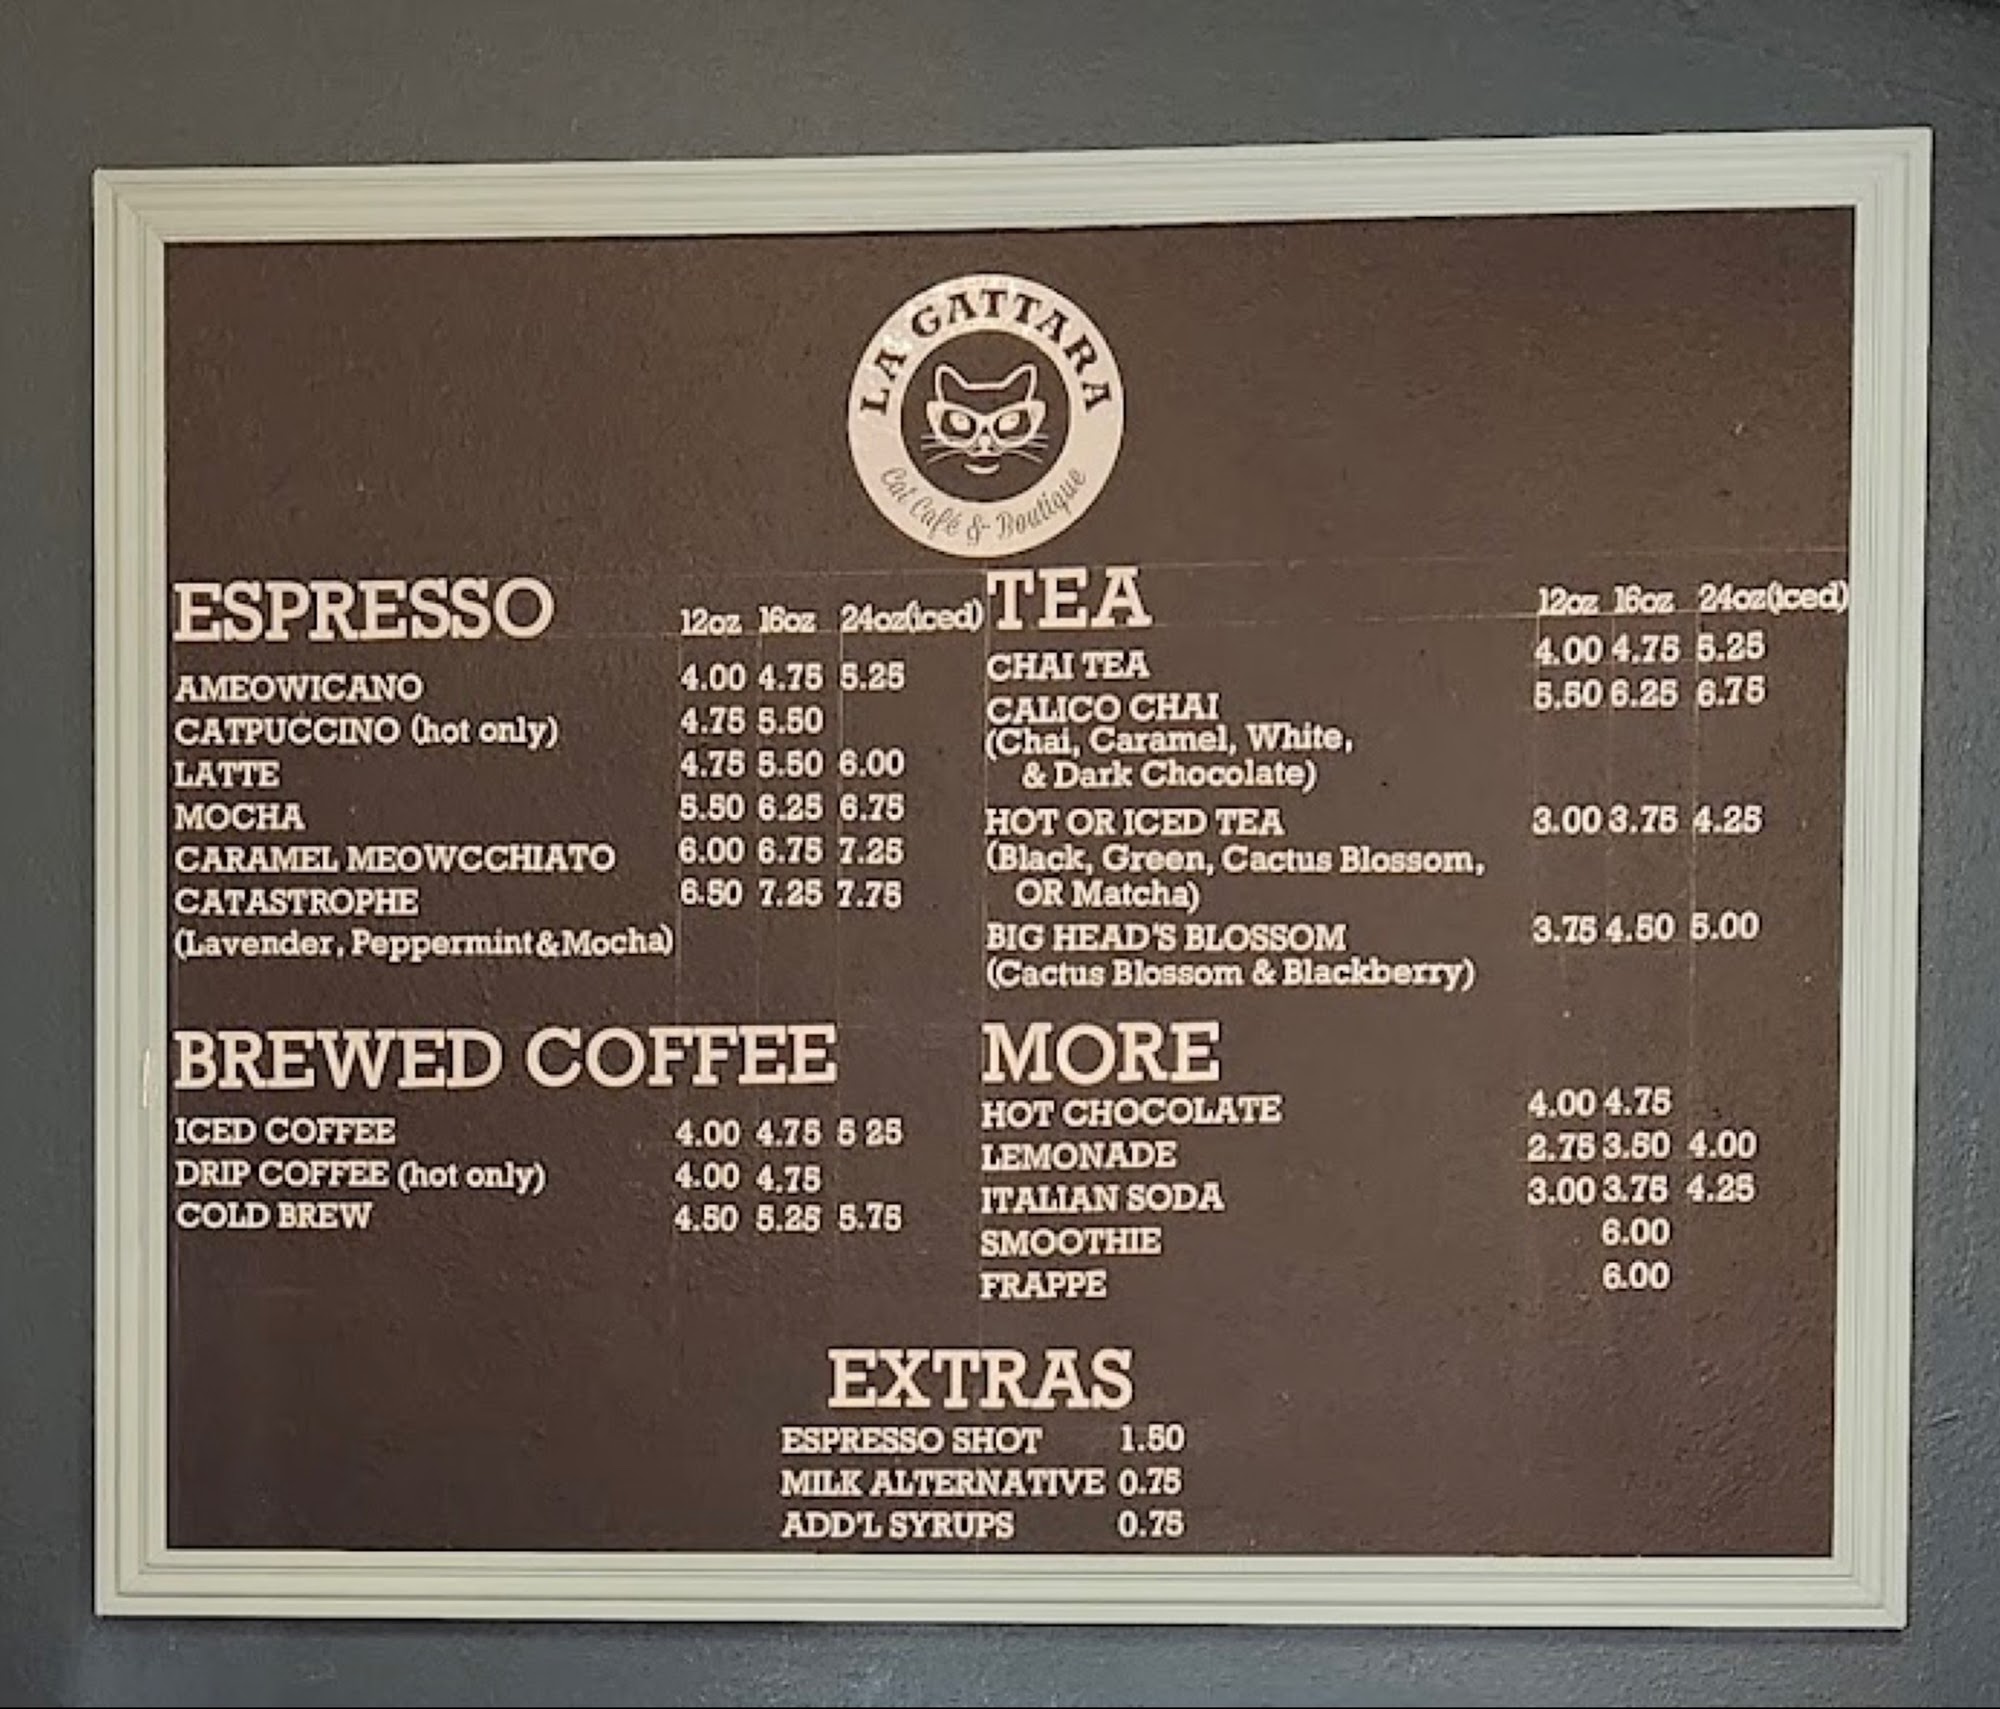 LA GATTARA
Cat Café & Boutique
ESPRESSO 12oz 16oz 24oz(iced)
AMEOWICANO 4.00 4.75 5.25
CATPUCCINO (hot only) 4.75 5.50
LATTE 4.75 5.50 6.00
MOCHA 5.50 6.25 6.75
CARAMEL MEOWCCHIATO 6.00 6.75 7.25
CATASTROPHE 6.50 7.25 7.75
(Lavender, Peppermint & Mocha)
BREWED COFFEE
ICED COFFEE 4.00 4.75 5 25
DRIP COFFEE (hot only) 4.00 4.75
COLD BREW 4.50 5.25 5.75
TEA 12oz 16oz 24oz(iced)
CHAI TEA 4.00 4.75 5.25
CALICO CHAI 5.50 6.25 6.75
(Chai, Caramel, White,
& Dark Chocolate)
HOT OR ICED TEA 3.00 3.75 4.25
(Black, Green, Cactus Blossom,
OR Matcha)
BIG HEAD'S BLOSSOM 3.75 4.50 5.00
(Cactus Blossom & Blackberry)
MORE
HOT CHOCOLATE 4.00 4.75
LEMONADE 2.75 3.50 4.00
ITALIAN SODA 3.00 3.75 4.25
SMOOTHIE 6.00
FRAPPE 6.00
EXTRAS
ESPRESSO SHOT 1.50
MILK ALTERNATIVE 0.75
ADD'L SYRUPS 0.75